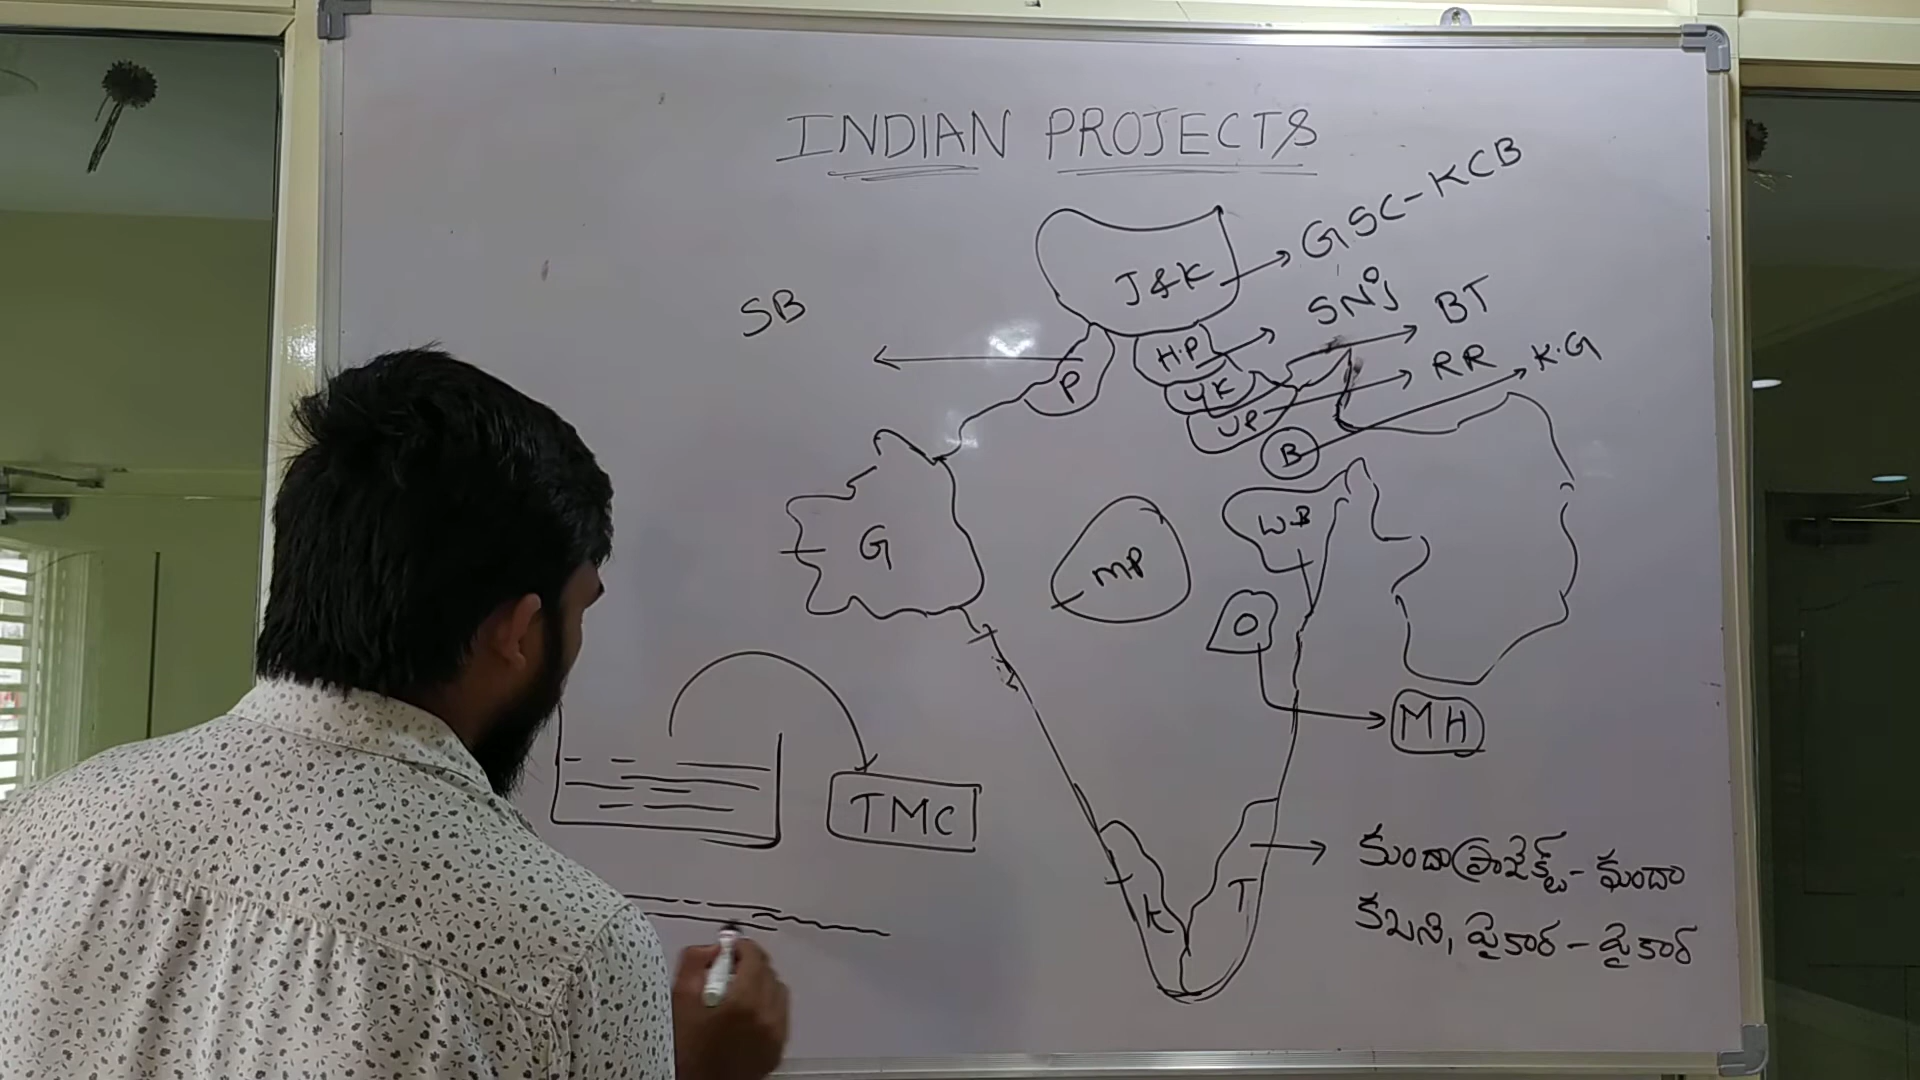 INDIAN PROJECTS
GSC-KCB
J&K
SB
SNJ
BT
H.P
RR
K.G
P
UK
UP
B
G
MP
WB
O
MH
TMC
కుందాప్రాజెక్ట్ - కుందా
K
T
కబని, పైకార - పైకార్